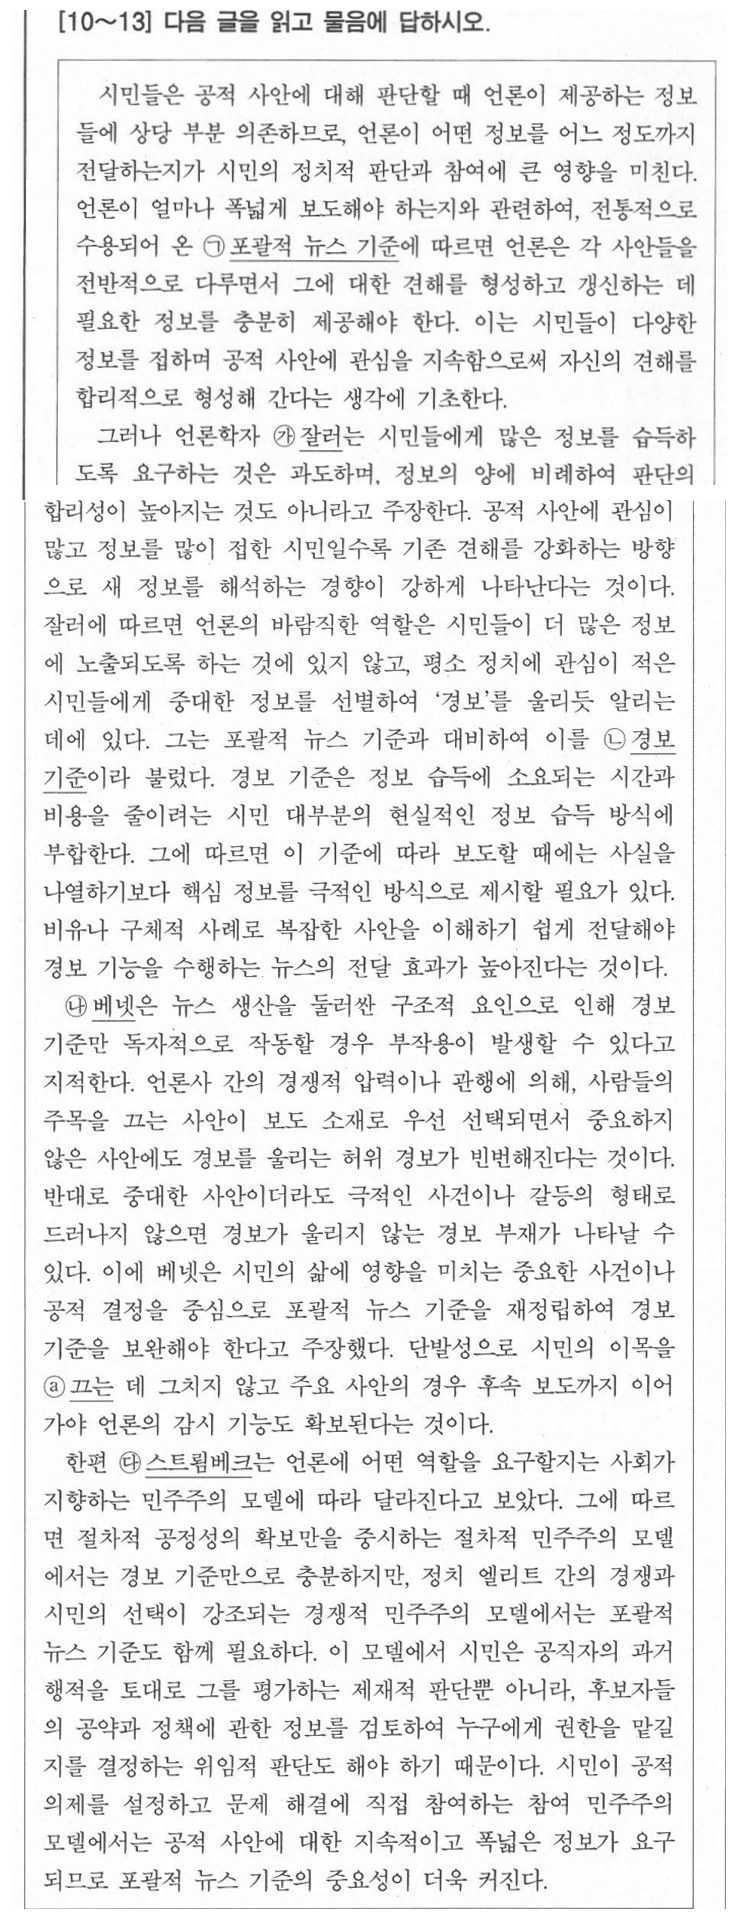 [10～13] 다음 글을 읽고 물음에 답하시오.
시민들은 공적 사안에 대해 판단할 때 언론이 제공하는 정보
들에 상당 부분 의존하므로, 언론이 어떤 정보를 어느 정도까지
전달하는지가 시민의 정치적 판단과 참여에 큰 영향을 미친다.
언론이 얼마나 폭넓게 보도해야 하는지와 관련하여, 전통적으로
수용되어 온 ㉠포괄적 뉴스 기준에 따르면 언론은 각 사안들을
전반적으로 다루면서 그에 대한 견해를 형성하고 갱신하는 데
필요한 정보를 충분히 제공해야 한다. 이는 시민들이 다양한
정보를 접하며 공적 사안에 관심을 지속함으로써 자신의 견해를
합리적으로 형성해 간다는 생각에 기초한다.
그러나 언론학자 ㉮잘러는 시민들에게 많은 정보를 습득하
도록 요구하는 것은 과도하며, 정보의 양에 비례하여 판단의
합리성이 높아지는 것도 아니라고 주장한다. 공적 사안에 관심이
많고 정보를 많이 접한 시민일수록 기존 견해를 강화하는 방향
으로 새 정보를 해석하는 경향이 강하게 나타난다는 것이다.
잘러에 따르면 언론의 바람직한 역할은 시민들이 더 많은 정보
에 노출되도록 하는 것에 있지 않고, 평소 정치에 관심이 적은
시민들에게 중대한 정보를 선별하여 ‘경보’를 울리듯 알리는
데에 있다. 그는 포괄적 뉴스 기준과 대비하여 이를 ㉡경보
기준이라 불렀다. 경보 기준은 정보 습득에 소요되는 시간과
비용을 줄이려는 시민 대부분의 현실적인 정보 습득 방식에
부합한다. 그에 따르면 이 기준에 따라 보도할 때에는 사실을
나열하기보다 핵심 정보를 극적인 방식으로 제시할 필요가 있다.
비유나 구체적 사례로 복잡한 사안을 이해하기 쉽게 전달해야
경보 기능을 수행하는 뉴스의 전달 효과가 높아진다는 것이다.
㉯베넷은 뉴스 생산을 둘러싼 구조적 요인으로 인해 경보
기준만 독자적으로 작동할 경우 부작용이 발생할 수 있다고
지적한다. 언론사 간의 경쟁적 압력이나 관행에 의해, 사람들의
주목을 끄는 사안이 보도 소재로 우선 선택되면서 중요하지
않은 사안에도 경보를 울리는 허위 경보가 빈번해진다는 것이다.
반대로 중대한 사안이더라도 극적인 사건이나 갈등의 형태로
드러나지 않으면 경보가 울리지 않는 경보 부재가 나타날 수
있다. 이에 베넷은 시민의 삶에 영향을 미치는 중요한 사건이나
공적 결정을 중심으로 포괄적 뉴스 기준을 재정립하여 경보
기준을 보완해야 한다고 주장했다. 단발성으로 시민의 이목을
ⓐ끄는 데 그치지 않고 주요 사안의 경우 후속 보도까지 이어
가야 언론의 감시 기능도 확보된다는 것이다.
한편 ㉰스트룀베크는 언론에 어떤 역할을 요구할지는 사회가
지향하는 민주주의 모델에 따라 달라진다고 보았다. 그에 따르
면 절차적 공정성의 확보만을 중시하는 절차적 민주주의 모델
에서는 경보 기준만으로 충분하지만, 정치 엘리트 간의 경쟁과
시민의 선택이 강조되는 경쟁적 민주주의 모델에서는 포괄적
뉴스 기준도 함께 필요하다. 이 모델에서 시민은 공직자의 과거
행적을 토대로 그를 평가하는 제재적 판단뿐 아니라, 후보자들
의 공약과 정책에 관한 정보를 검토하여 누구에게 권한을 맡길
지를 결정하는 위임적 판단도 해야 하기 때문이다. 시민이 공적
의제를 설정하고 문제 해결에 직접 참여하는 참여 민주주의
모델에서는 공적 사안에 대한 지속적이고 폭넓은 정보가 요구
되므로 포괄적 뉴스 기준의 중요성이 더욱 커진다.